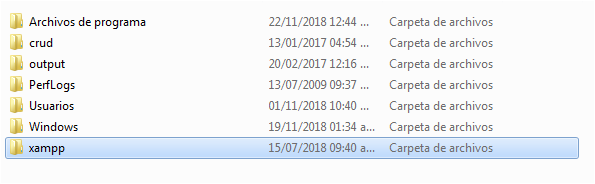 Archivos de programa 22/11/2018 12:44 ... Carpeta de archivos
crud 13/01/2017 04:54 ... Carpeta de archivos
output 20/02/2017 12:16 ... Carpeta de archivos
PerfLogs 13/07/2009 09:37 ... Carpeta de archivos
Usuarios 01/11/2018 10:40 ... Carpeta de archivos
Windows 19/11/2018 01:34 a... Carpeta de archivos
xampp 15/07/2018 09:40 a... Carpeta de archivos